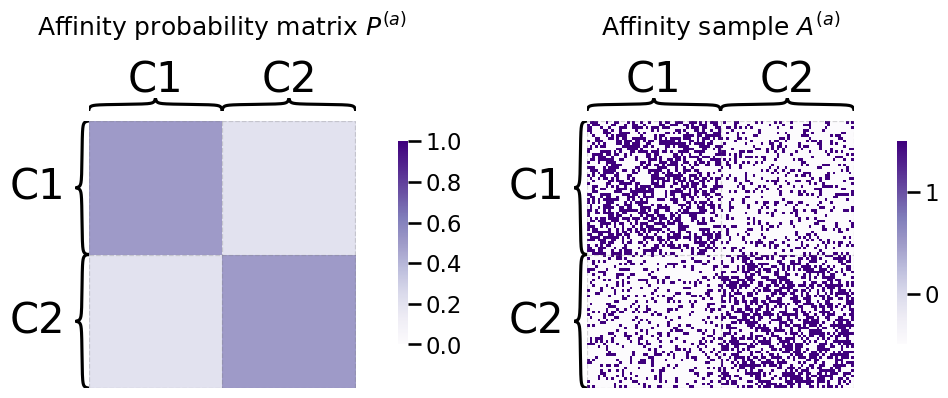 Affinity probability matrix P^(a)
C1 C2
C1
C2
1.0
0.8
0.6
0.4
0.2
0.0
Affinity sample A^(a)
C1 C2
C1
C2
1
0